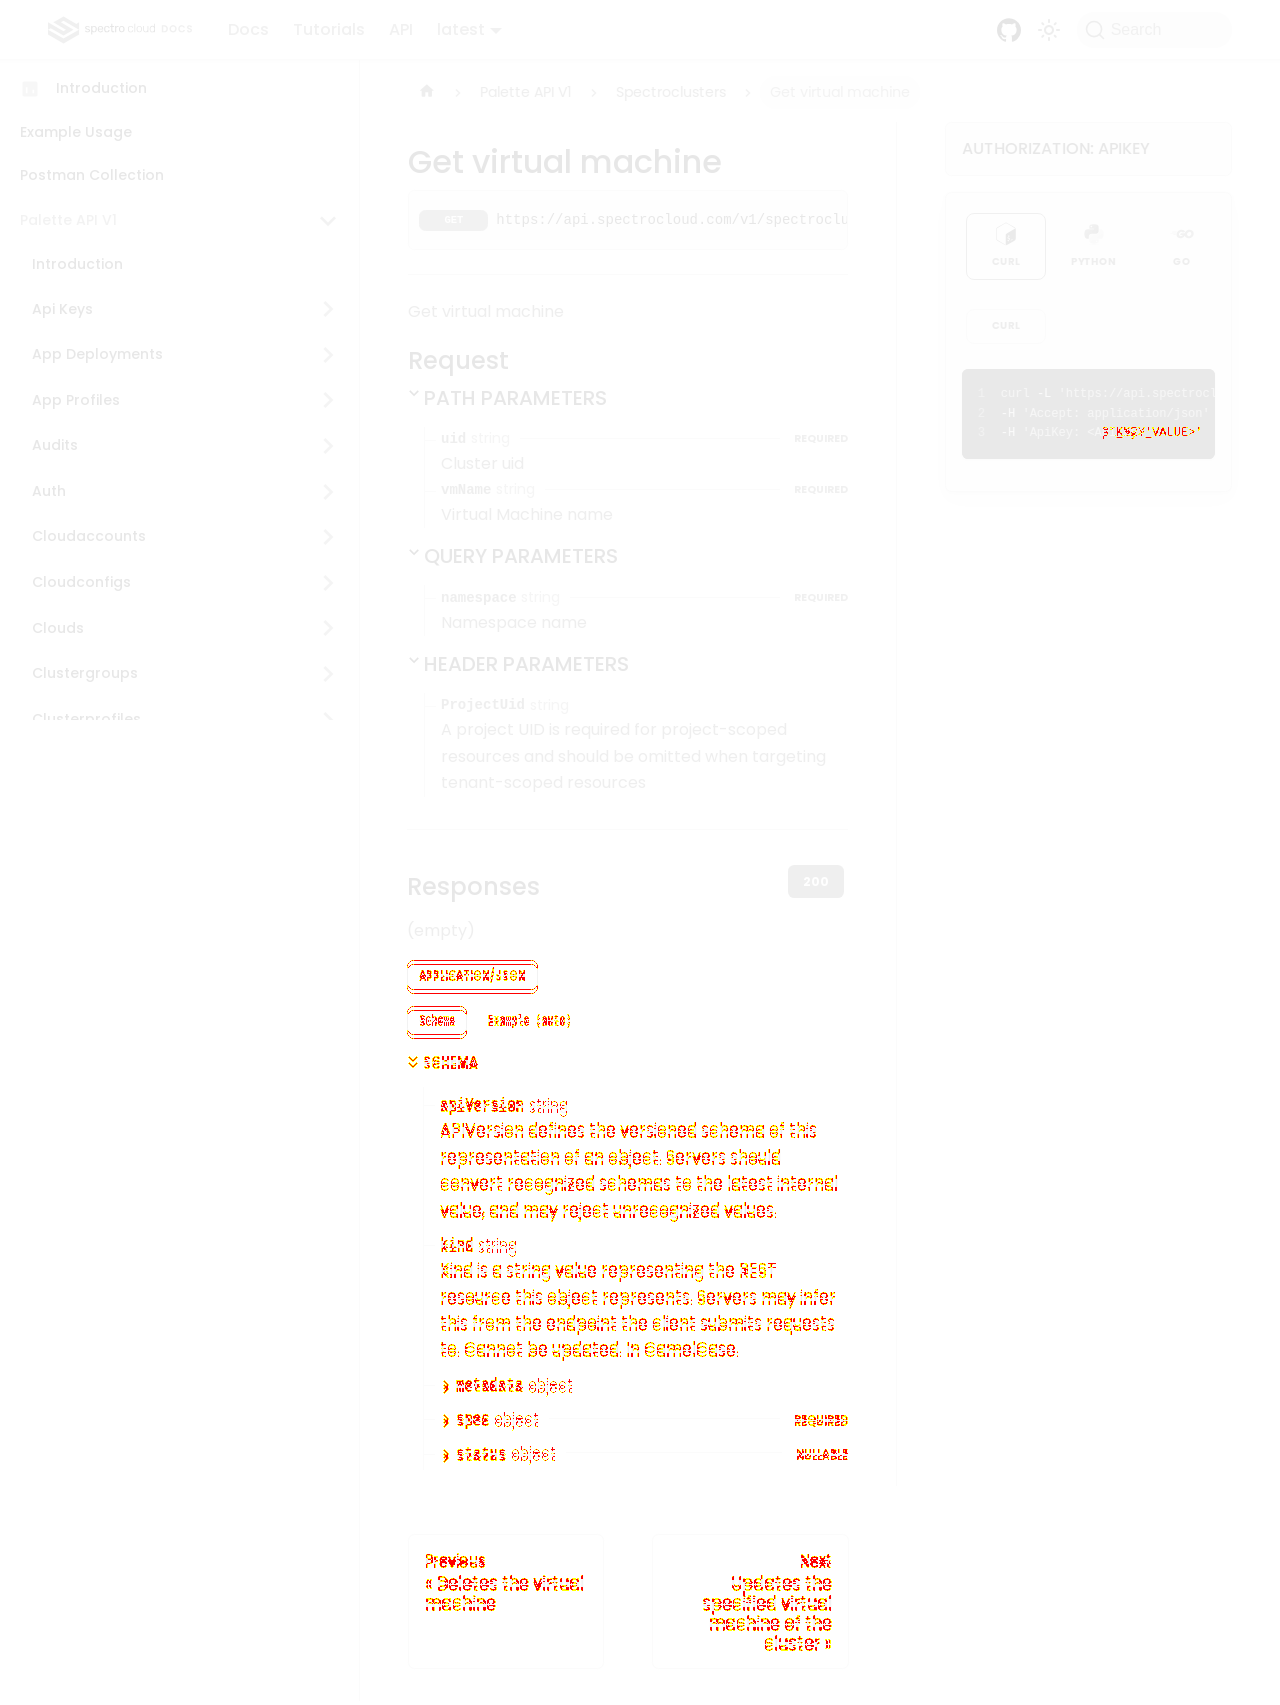 spectro cloud DOCS Docs Tutorials API latest Search
Introduction
Example Usage
Postman Collection
Palette API V1
Introduction
Api Keys
App Deployments
App Profiles
Audits
Auth
Cloudaccounts
Cloudconfigs
Clouds
Clustergroups
Clusterprofiles
Palette API V1 > Spectroclusters > Get virtual machine
Get virtual machine
GET https://api.spectrocloud.com/v1/spectroclu
Get virtual machine
Request
PATH PARAMETERS
uid string REQUIRED
Cluster uid
vmName string REQUIRED
Virtual Machine name
QUERY PARAMETERS
namespace string REQUIRED
Namespace name
HEADER PARAMETERS
ProjectUid string
A project UID is required for project-scoped
resources and should be omitted when targeting
tenant-scoped resources
Responses 200
(empty)
APPLICATION/JSON
Schema Example (auto)
SCHEMA
apiVersion string
APIVersion defines the versioned schema of this
representation of an object. Servers should
convert recognized schemas to the latest internal
value, and may reject unrecognized values.
kind string
Kind is a string value representing the REST
resource this object represents. Servers may infer
this from the endpoint the client submits requests
to. Cannot be updated. In CamelCase.
metadata object
spec object REQUIRED
status object NULLABLE
Previous
« Deletes the virtual
machine
Next
Updates the
specified virtual
machine of the
cluster »
AUTHORIZATION: APIKEY
CURL PYTHON GO
CURL
1 curl -L 'https://api.spectrocl
2 -H 'Accept: application/json'
3 -H 'ApiKey: